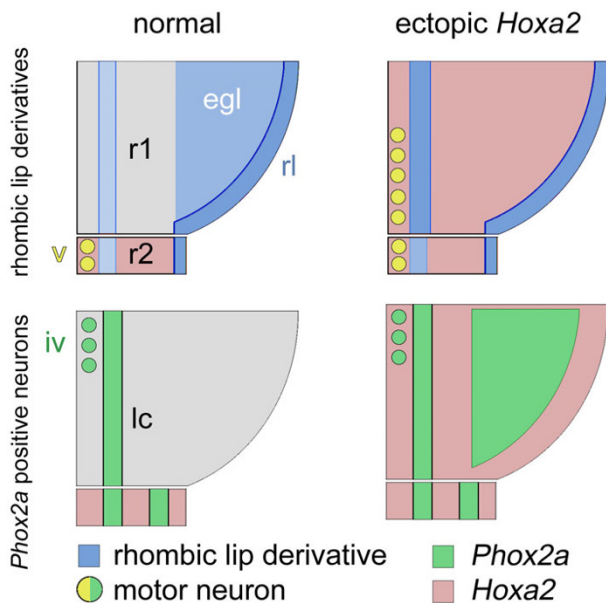 normal
ectopic Hoxa2
rhombic lip derivatives
egl
r1
rl
v
r2
Phox2a positive neurons
iv
lc
rhombic lip derivative
Phox2a
motor neuron
Hoxa2